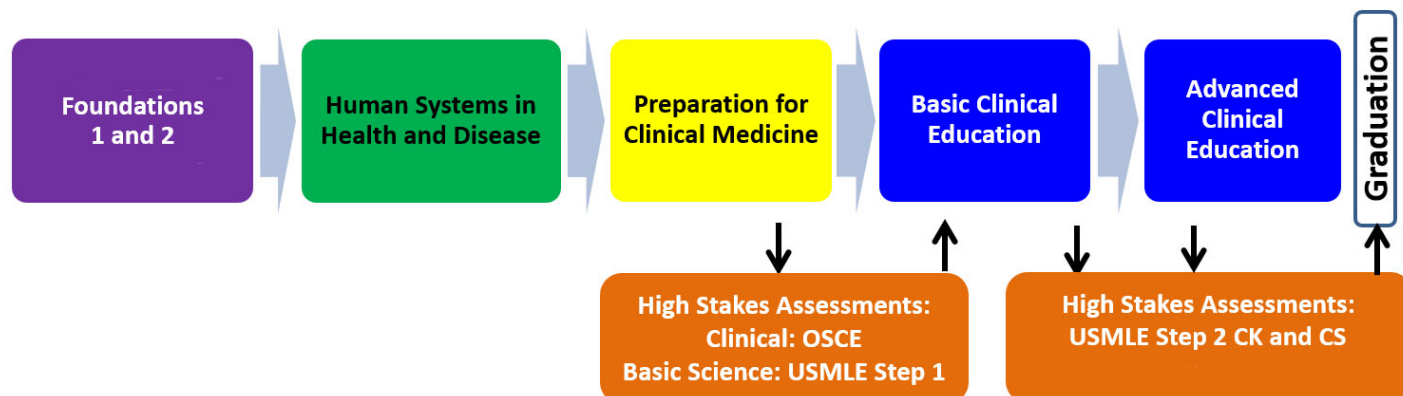 Foundations
1 and 2
Human Systems in
Health and Disease
Preparation for
Clinical Medicine
Basic Clinical
Education
Advanced
Clinical
Education
Graduation
High Stakes Assessments:
Clinical: OSCE
Basic Science: USMLE Step 1
High Stakes Assessments:
USMLE Step 2 CK and CS